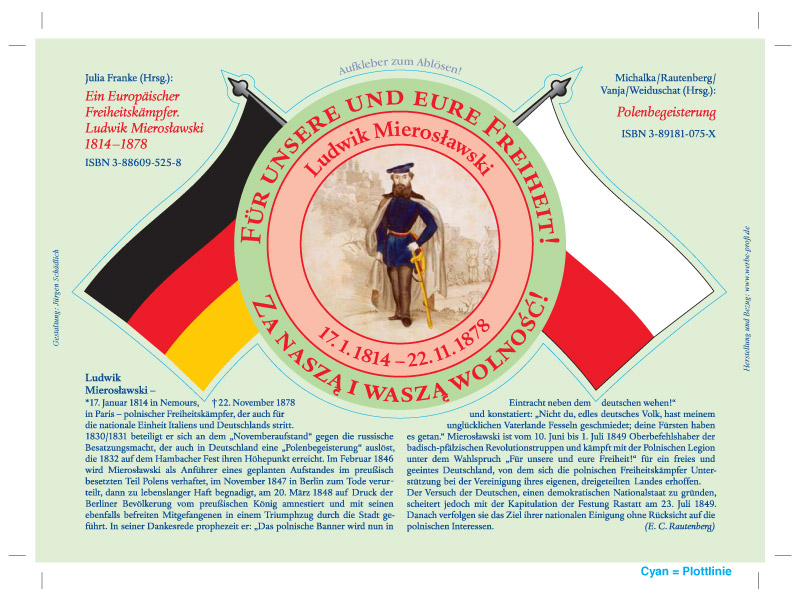 Aufkleber zum Ablösen!
Julia Franke (Hrsg.):
Ein Europäischer
Freiheitskämpfer.
Ludwik Mierosławski
1814–1878
ISBN 3-88609-525-8
Michalka/Rautenberg/
Vanja/Weiduschat (Hrsg.):
Polenbegeisterung
ISBN 3-89181-075-X
FÜR UNSERE UND EURE FREIHEIT!
Ludwik Mierosławski
17.1.1814 – 22.11.1878
ZA NASZĄ I WASZĄ WOLNOŚĆ!
Gestaltung: Jürgen Schädlich
Herstellung und Bezug: www.werbe-profi.de
Ludwik
Mierosławski –
*17. Januar 1814 in Nemours, †22. November 1878
in Paris – polnischer Freiheitskämpfer, der auch für
die nationale Einheit Italiens und Deutschlands stritt.
1830/1831 beteiligt er sich an dem „Novemberaufstand“ gegen die russische
Besatzungsmacht, der auch in Deutschland eine „Polenbegeisterung“ auslöst,
die 1832 auf dem Hambacher Fest ihren Höhepunkt erreicht. Im Februar 1846
wird Mierosławski als Anführer eines geplanten Aufstandes im preußisch
besetzten Teil Polens verhaftet, im November 1847 in Berlin zum Tode verur-
teilt, dann zu lebenslanger Haft begnadigt, am 20. März 1848 auf Druck der
Berliner Bevölkerung vom preußischen König amnestiert und mit seinen
ebenfalls befreiten Mitgefangenen in einem Triumphzug durch die Stadt ge-
führt. In seiner Dankesrede prophezeit er: „Das polnische Banner wird nun in
Eintracht neben dem deutschen wehen!“
und konstatiert: „Nicht du, edles deutsches Volk, hast meinem
unglücklichen Vaterlande Fesseln geschmiedet; deine Fürsten haben
es getan.“ Mierosławski ist vom 10. Juni bis 1. Juli 1849 Oberbefehlshaber der
badisch-pfälzischen Revolutionstruppen und kämpft mit der Polnischen Legion
unter dem Wahlspruch „Für unsere und eure Freiheit!“ für ein freies und
geeintes Deutschland, von dem sich die polnischen Freiheitskämpfer Unter-
stützung bei der Vereinigung ihres eigenen, dreigeteilten Landes erhoffen.
Der Versuch der Deutschen, einen demokratischen Nationalstaat zu gründen,
scheitert jedoch mit der Kapitulation der Festung Rastatt am 23. Juli 1849.
Danach verfolgen sie das Ziel ihrer nationalen Einigung ohne Rücksicht auf die
polnischen Interessen. (E. C. Rautenberg)
Cyan = Plottlinie